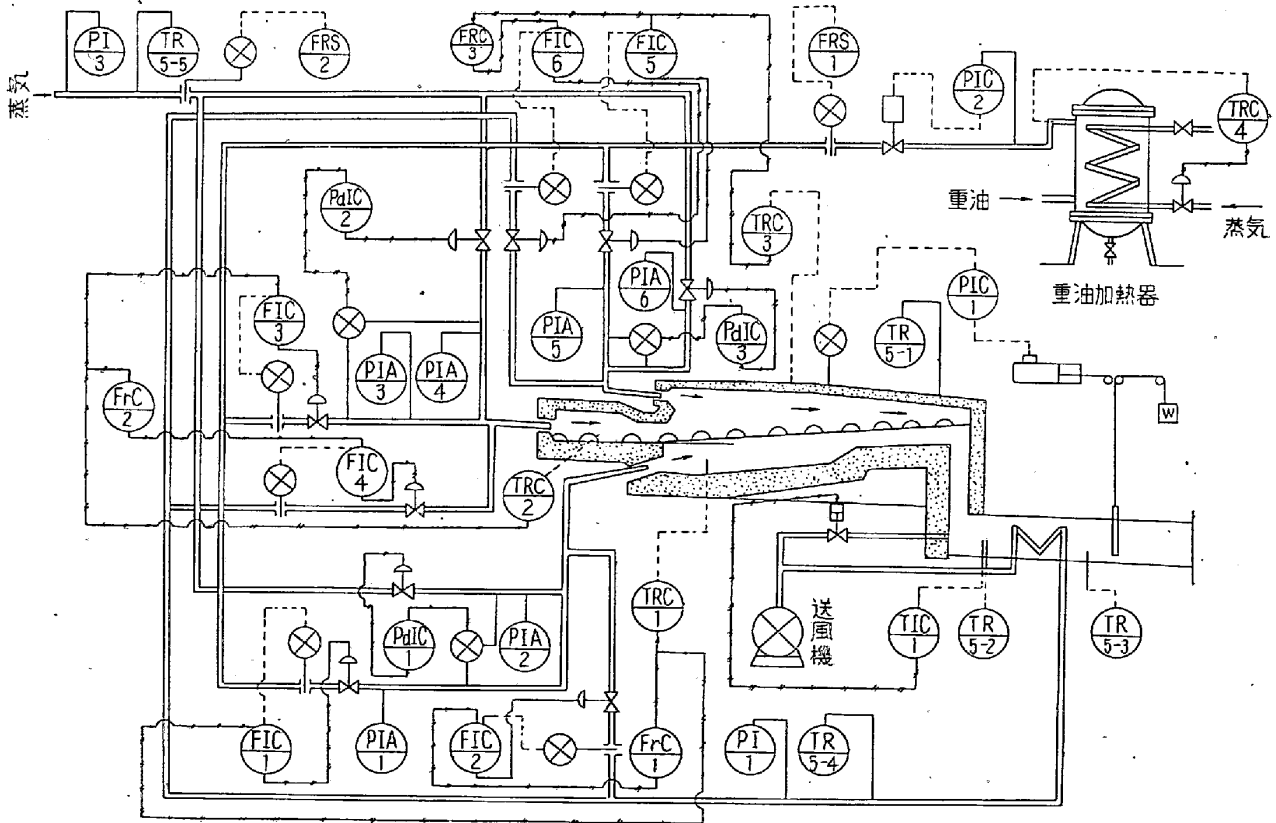 PI
3
TR
5-5
FRS
2
FRC
3
FIC
6
FIC
5
FRS
1
PIC
2
TRC
4
蒸気
重油
蒸気
重油加熱器
PdIC
2
TRC
3
PIC
1
FIC
3
PIA
6
PIA
5
PdIC
3
TR
5-1
PIA
3
PIA
4
FrC
2
W
FIC
4
TRC
2
PdIC
1
PIA
2
TRC
1
送風機
TIC
1
TR
5-2
TR
5-3
FIC
1
PIA
1
FIC
2
FrC
1
PI
1
TR
5-4